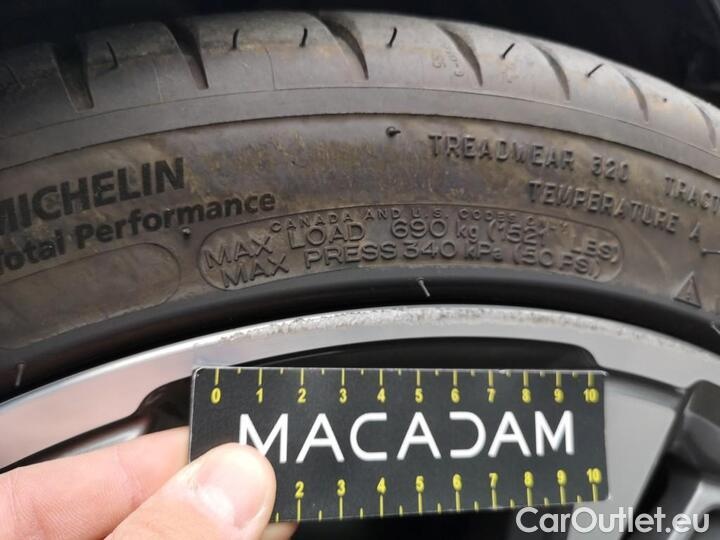 TREADWEAR 320 TRACT
TEMPERATURE A
MICHELIN
Total Performance
CANADA AND U.S. CODES ONLY
MAX LOAD 690 kg (1521 LBS)
MAX PRESS 340 kPa (50 PSI)
0 1 2 3 4 5 6 7 8 9 10
MACADAM
2 3 4 5 6 7 8 9 10
CarOutlet.eu